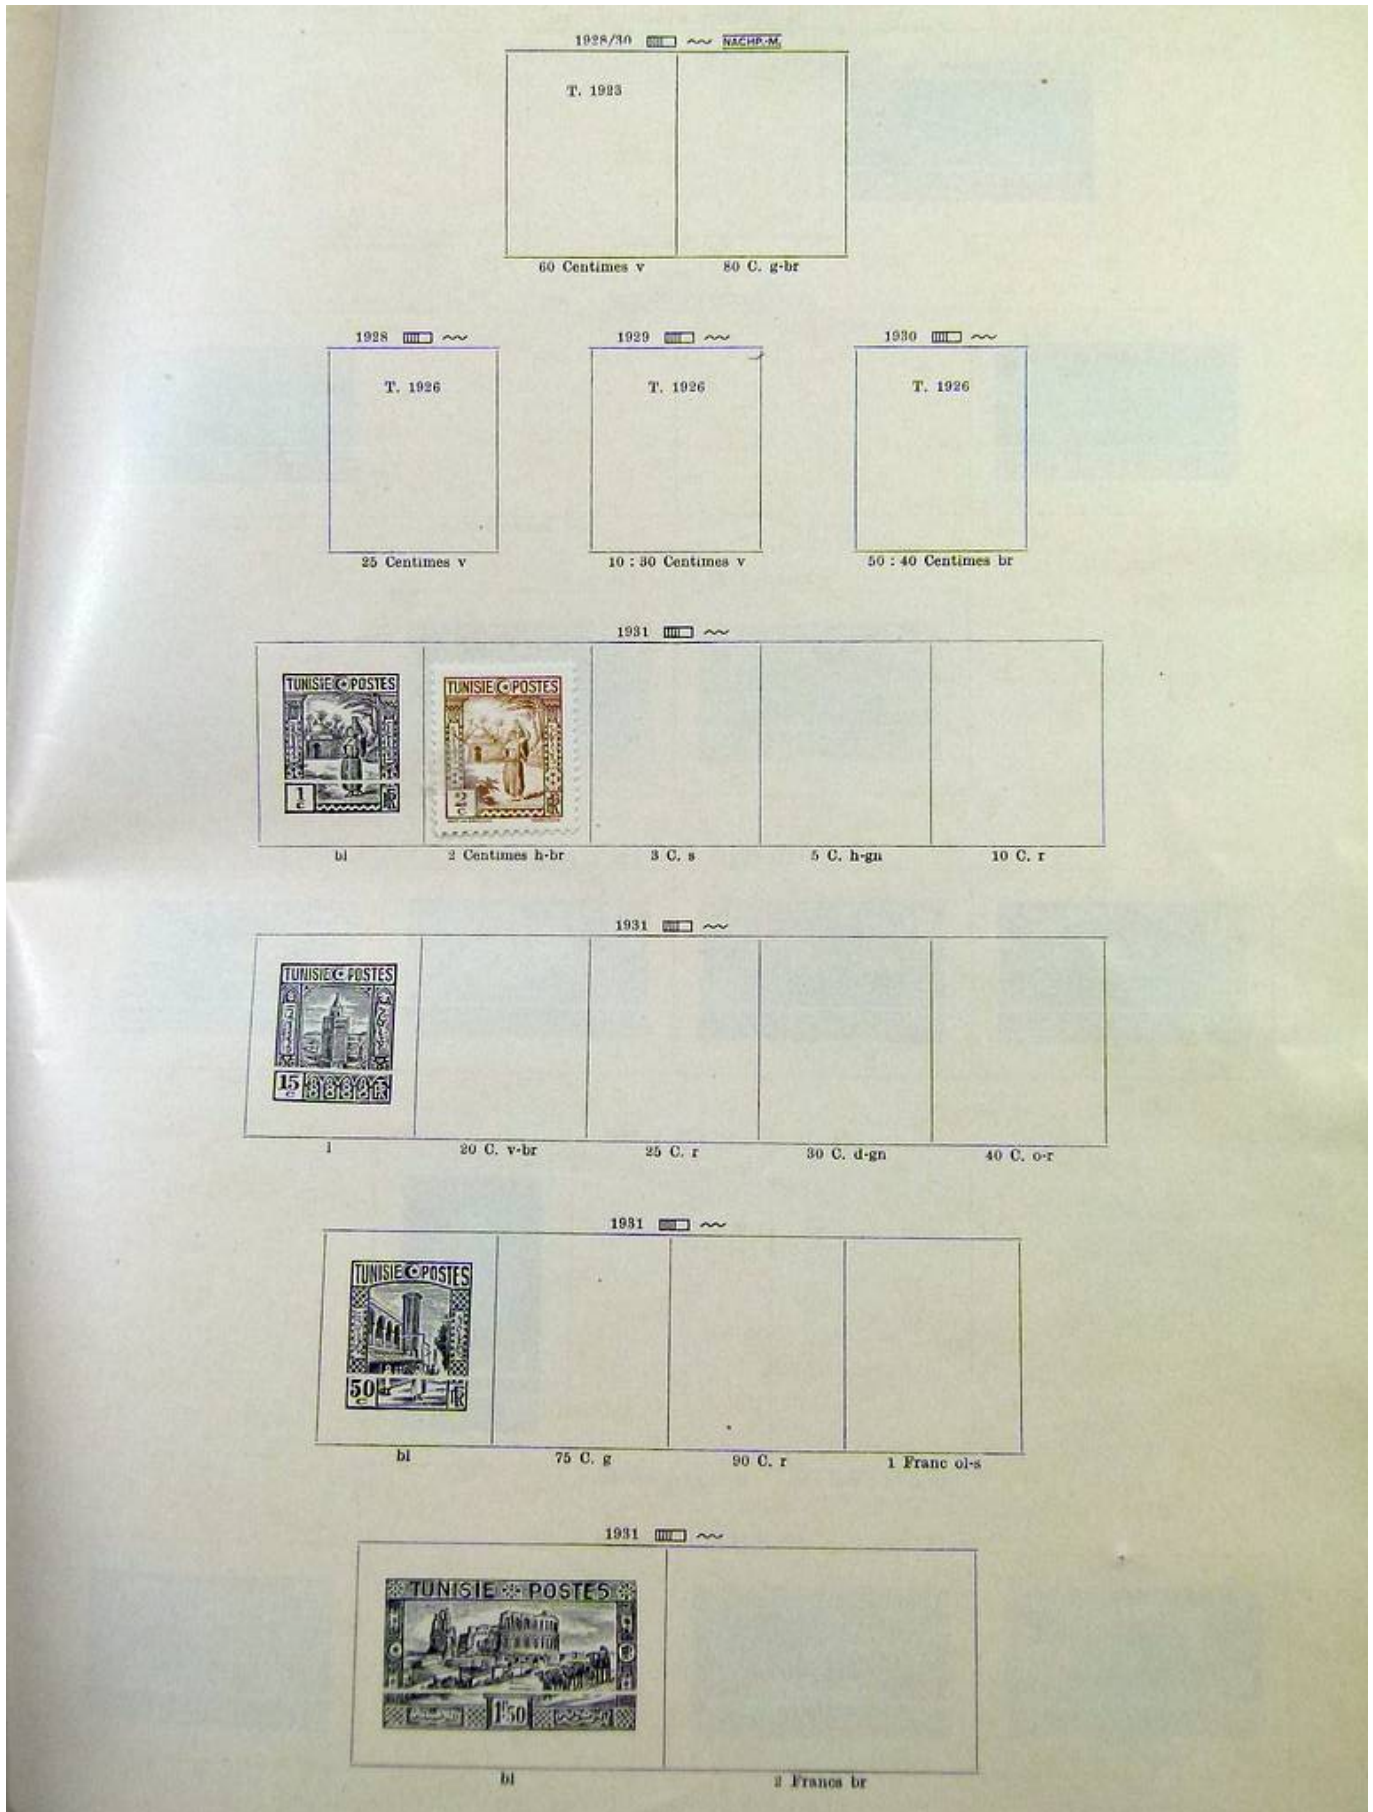 1928/30 NACHP.-M.
T. 1923
60 Centimes v 80 C. g-br
1928 1929 1930
T. 1926 T. 1926 T. 1926
25 Centimes v 10 : 30 Centimes v 50 : 40 Centimes br
1931
TUNISIE POSTES TUNISIE POSTES
1 c 2 c
bl 2 Centimes h-br 3 C. s 5 C. h-gn 10 C. r
1931
TUNISIE POSTES
15 c
l 20 C. v-br 25 C. r 30 C. d-gn 40 C. o-r
1931
TUNISIE POSTES
50 c
bl 75 C. g 90 C. r 1 Franc ol-s
1931
TUNISIE POSTES
1F50
bl 2 Francs br